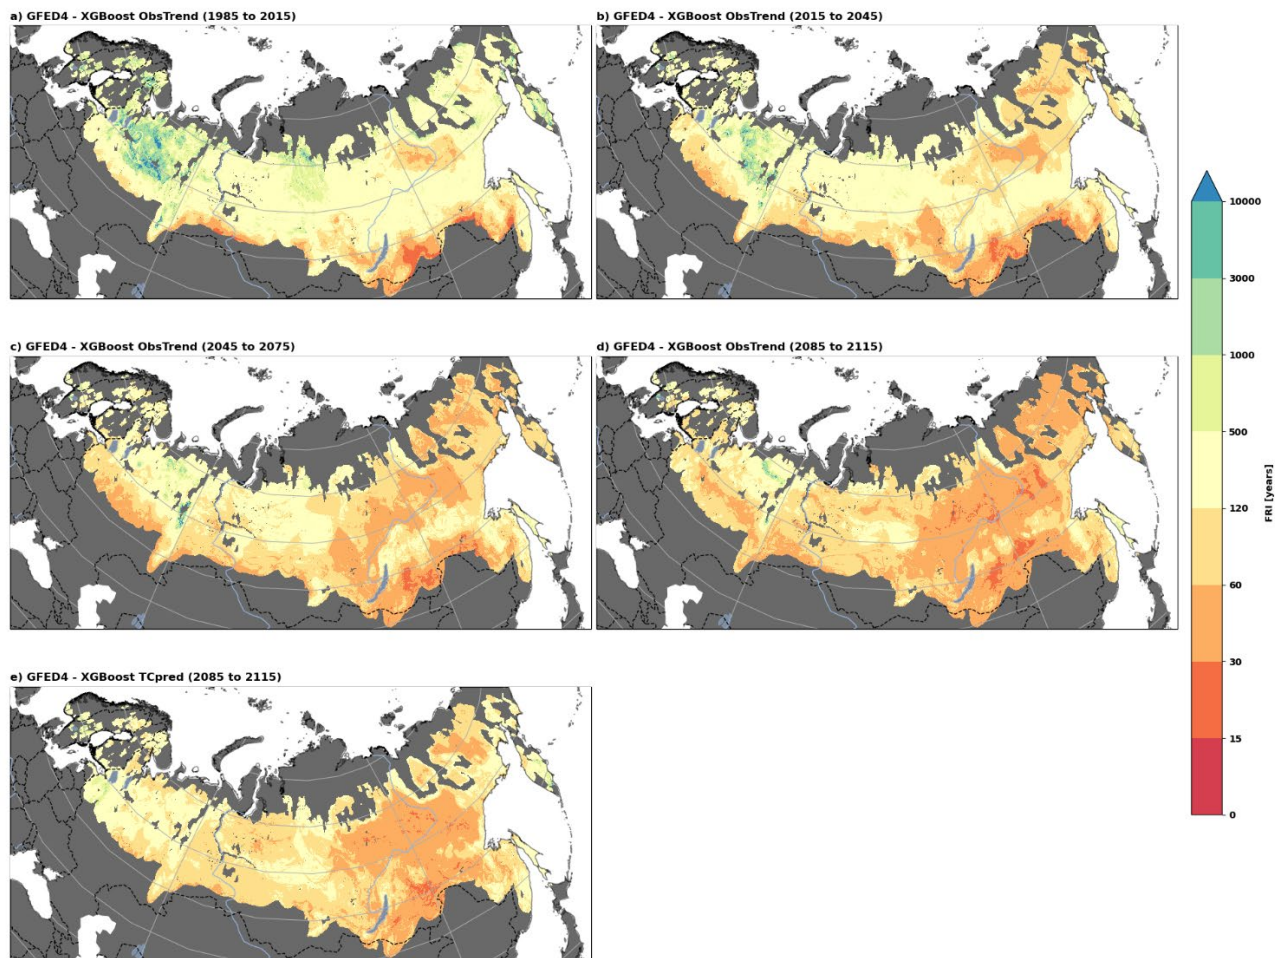 a) GFED4 - XGBoost ObsTrend (1985 to 2015)
b) GFED4 - XGBoost ObsTrend (2015 to 2045)
10000
3000
1000
500
120
60
30
15
0
FRI [years]
c) GFED4 - XGBoost ObsTrend (2045 to 2075)
d) GFED4 - XGBoost ObsTrend (2085 to 2115)
e) GFED4 - XGBoost TCpred (2085 to 2115)